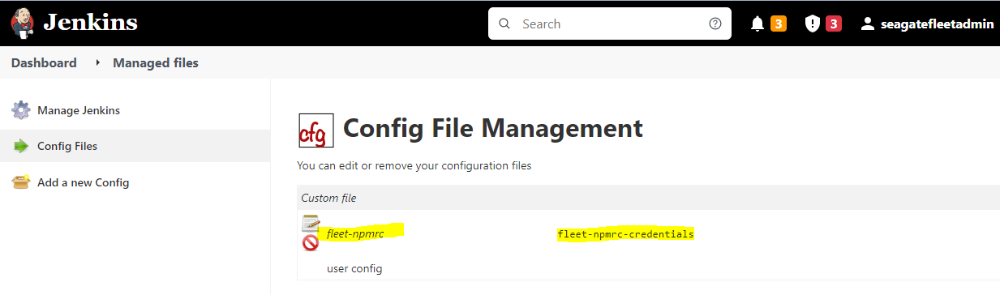 Jenkins
Search
3
3
seagatefleetadmin
Dashboard
Managed files
Manage Jenkins
Config Files
Add a new Config
cfg
Config File Management
You can edit or remove your configuration files
Custom file
fleet-npmrc fleet-npmrc-credentials
user config